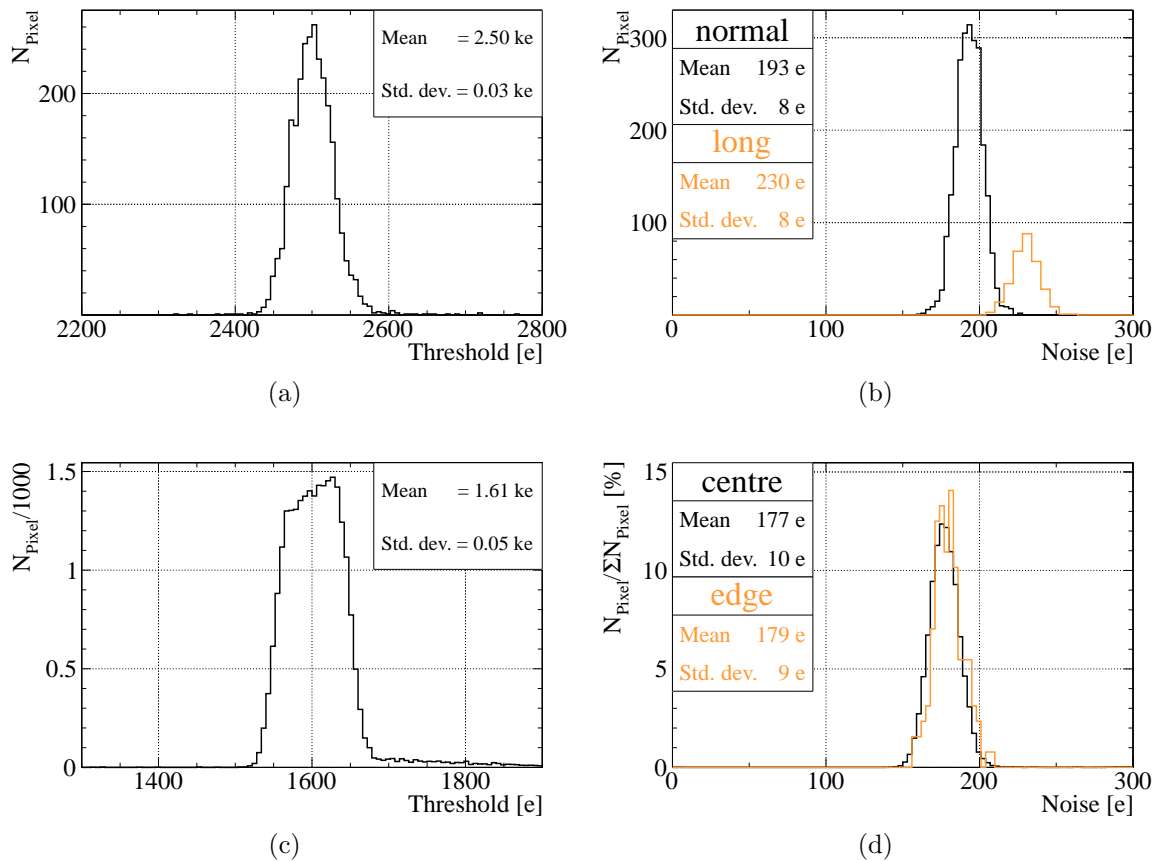 N_Pixel
200
100
2200 2400 2600 2800
Threshold [e]
Mean = 2.50 ke
Std. dev. = 0.03 ke
(a)
N_Pixel
300
200
100
0 100 200 300
Noise [e]
normal
Mean 193 e
Std. dev. 8 e
long
Mean 230 e
Std. dev. 8 e
(b)
N_Pixel/1000
1.5
1
0.5
0
1400 1600 1800
Threshold [e]
Mean = 1.61 ke
Std. dev. = 0.05 ke
(c)
N_Pixel/ΣN_Pixel [%]
15
10
5
0
0 100 200 300
Noise [e]
centre
Mean 177 e
Std. dev. 10 e
edge
Mean 179 e
Std. dev. 9 e
(d)